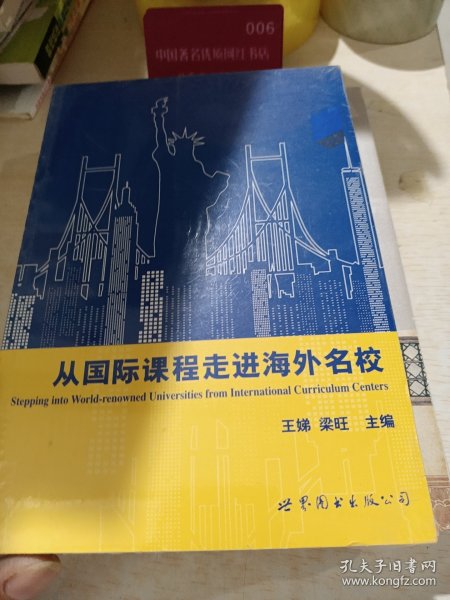 006
中国著名优质网红书店
从国际课程走进海外名校
Stepping into World-renowned Universities from International Curriculum Centers
王娣 梁旺 主编
世界图书出版公司
孔夫子旧书网
www.kongfz.com